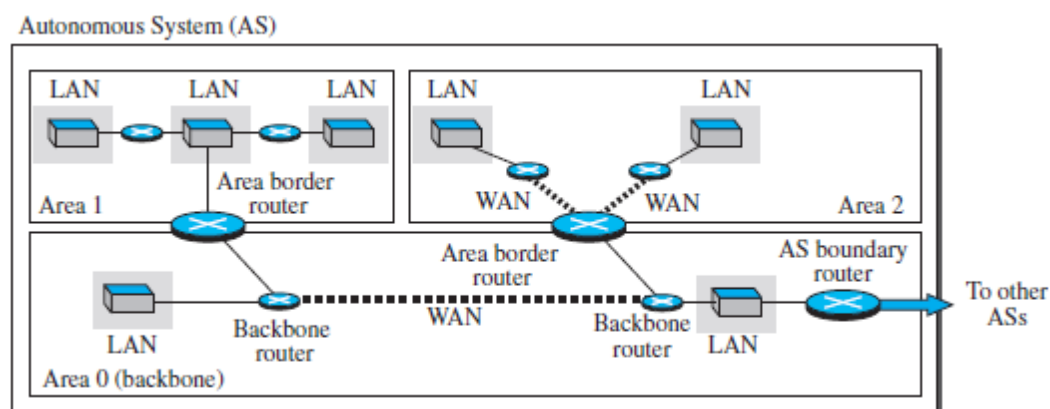 Autonomous System (AS)
LAN
LAN
LAN
Area border
router
Area 1
LAN
LAN
WAN
WAN
Area 2
Area border
router
AS boundary
router
To other
ASs
LAN
Backbone
router
WAN
Backbone
router
LAN
Area 0 (backbone)